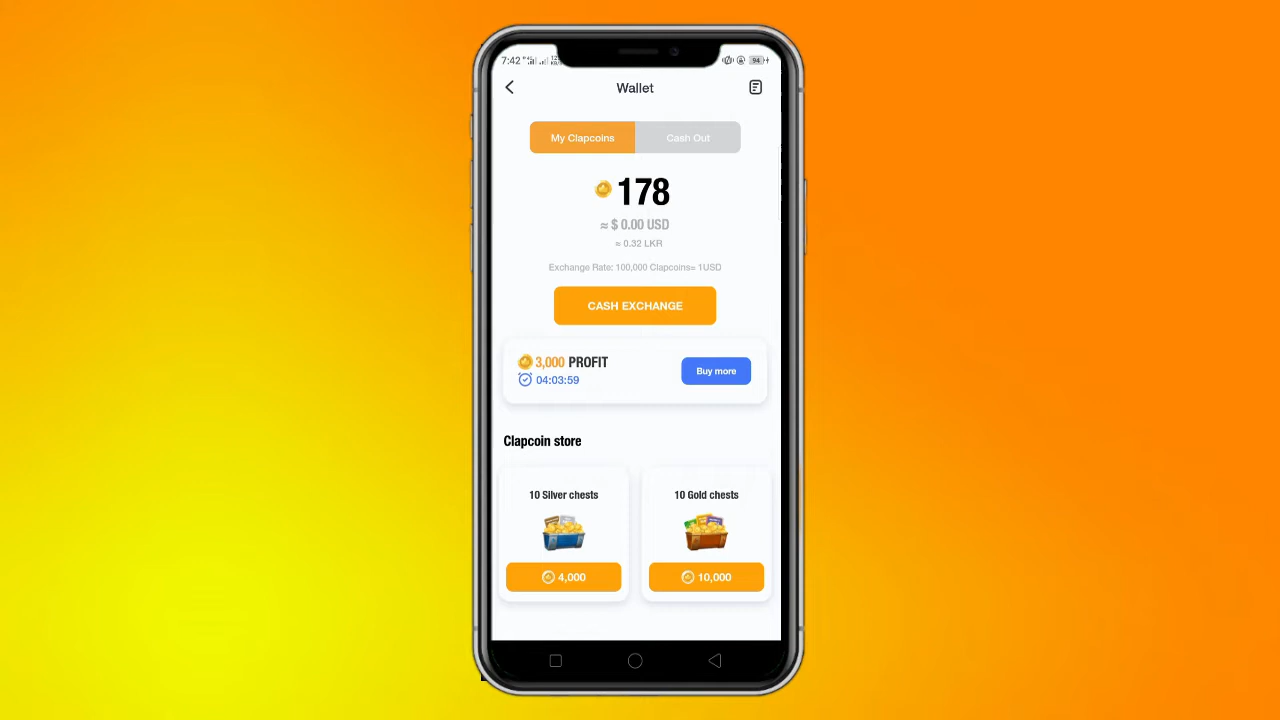 7:42
94
Wallet
My Clapcoins
Cash Out
178
≈ $ 0.00 USD
≈ 0.32 LKR
Exchange Rate: 100,000 Clapcoins= 1USD
CASH EXCHANGE
3,000 PROFIT
04:03:59
Buy more
Clapcoin store
10 Silver chests
10 Gold chests
4,000
10,000